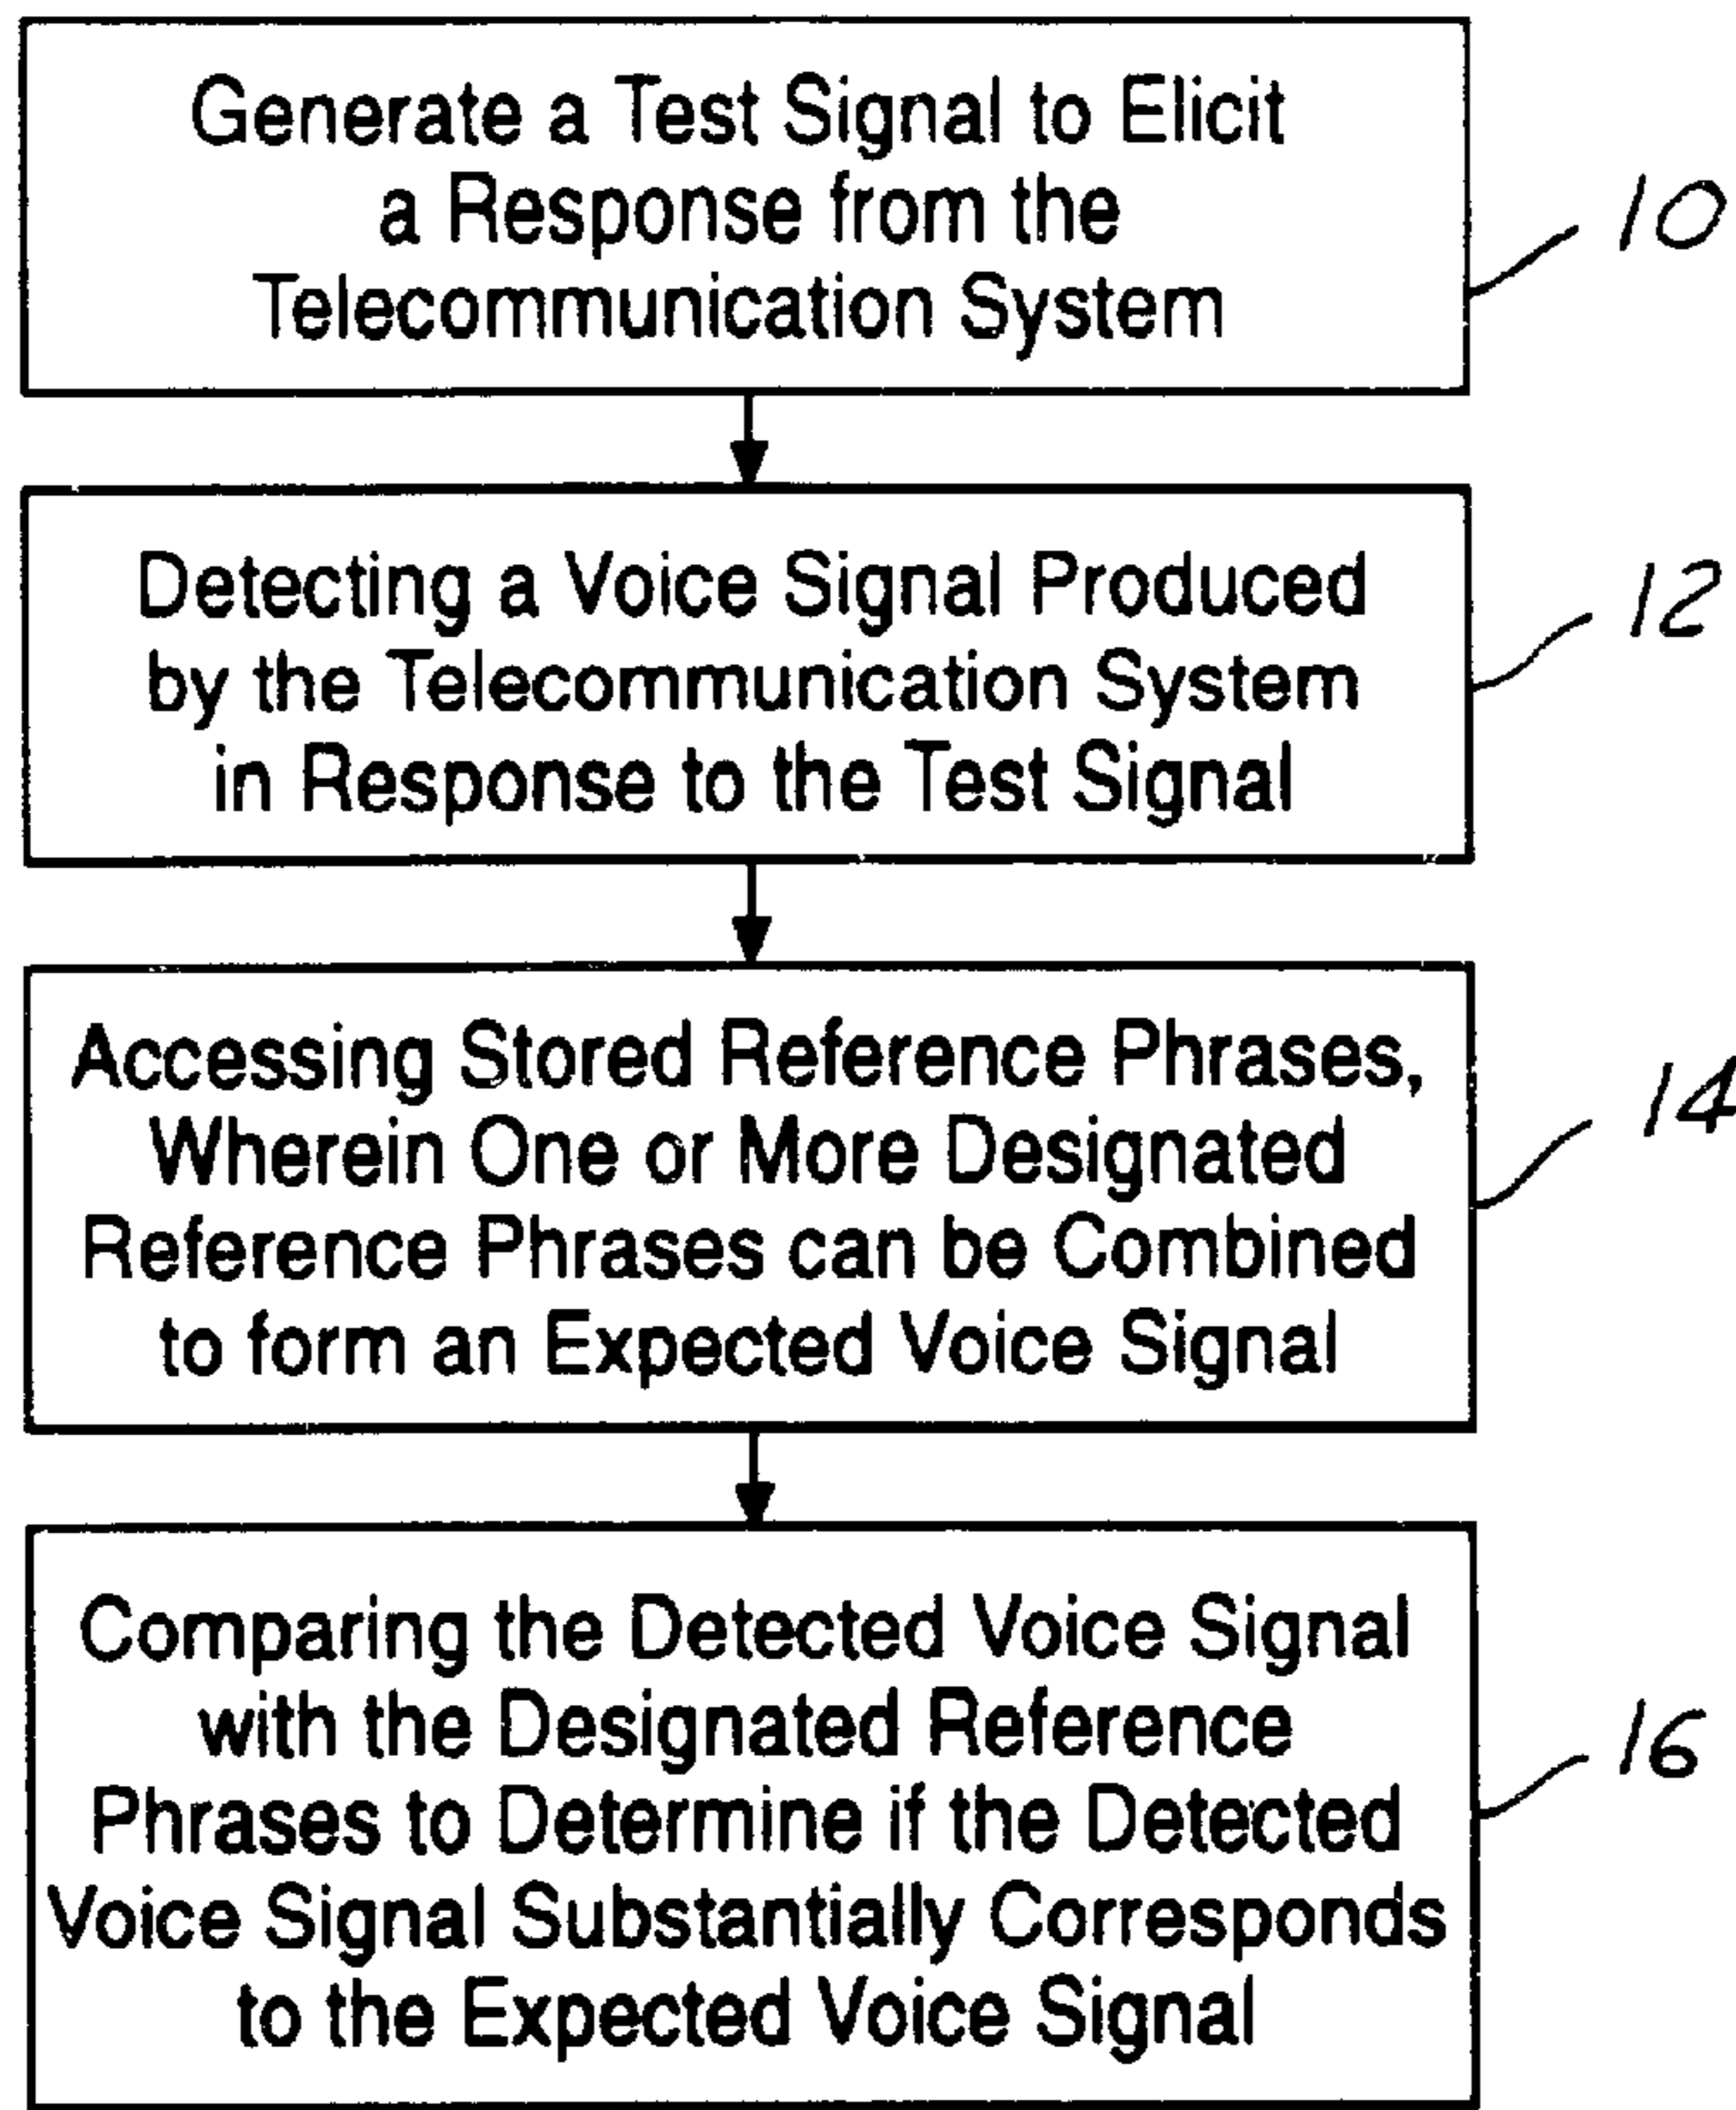 Generate a Test Signal to Elicit
a Response from the
Telecommunication System
10
Detecting a Voice Signal Produced
by the Telecommunication System
in Response to the Test Signal
12
Accessing Stored Reference Phrases,
Wherein One or More Designated
Reference Phrases can be Combined
to form an Expected Voice Signal
14
Comparing the Detected Voice Signal
with the Designated Reference
Phrases to Determine if the Detected
Voice Signal Substantially Corresponds
to the Expected Voice Signal
16